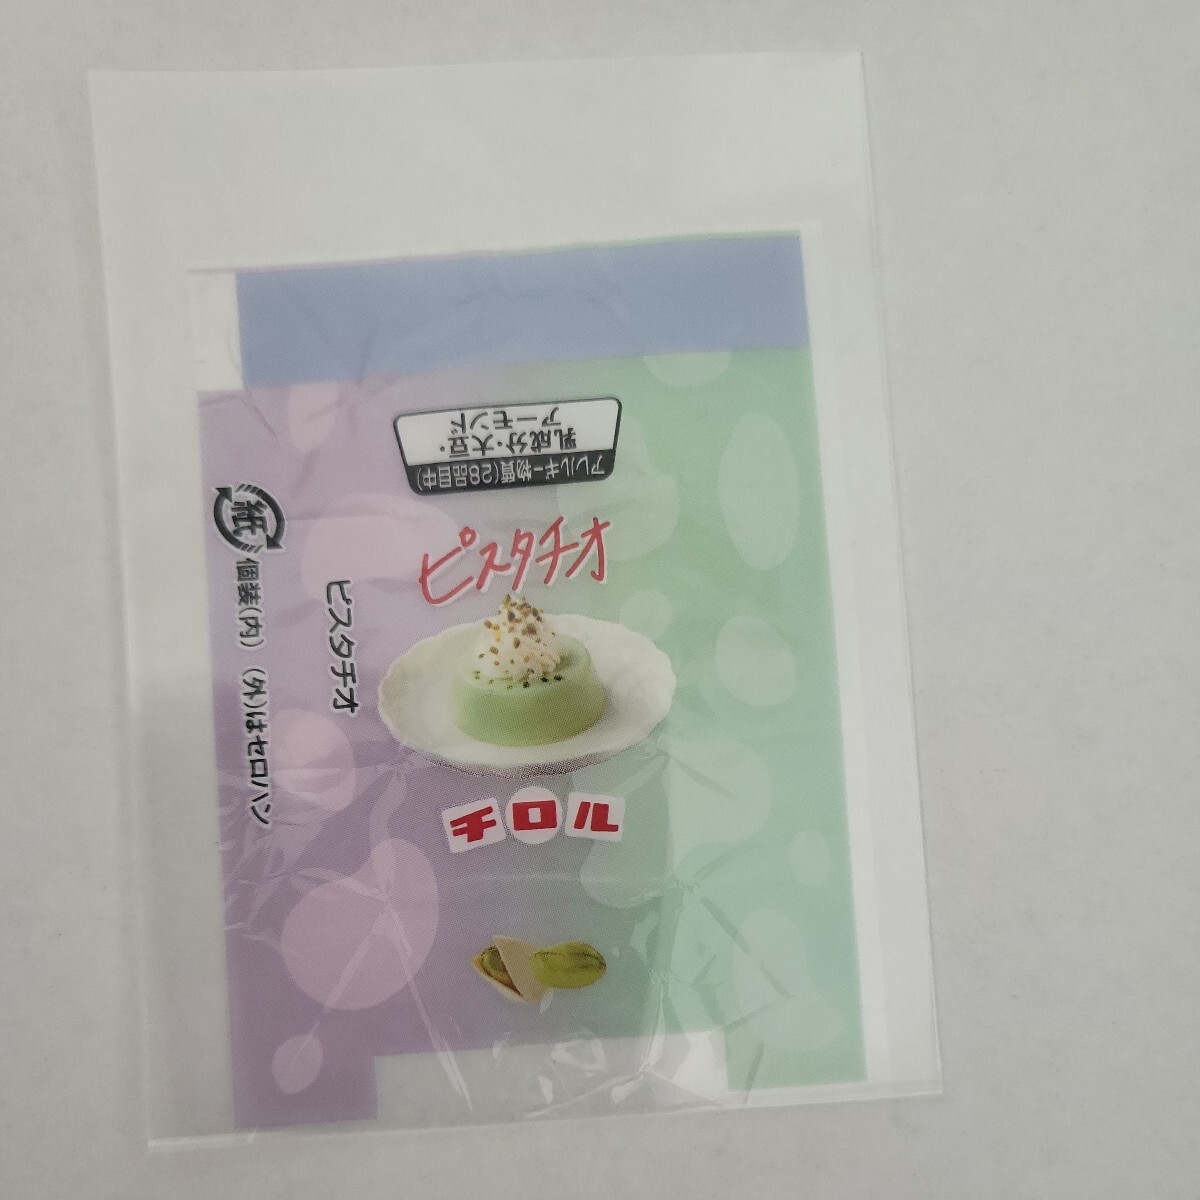 アレルギー物質(28品目中)
乳成分・大豆・
アーモンド
ピスタチオ
チロル
ピスタチオ
紙 個装(内) (外)はセロハン